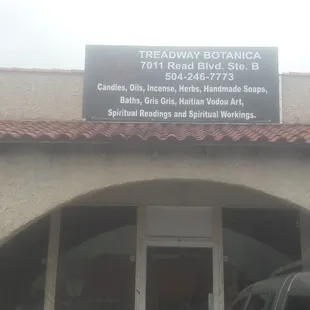 TREADWAY BOTANICA
7011 Read Blvd. Ste. B
504-246-7773
Candles, Oils, Incense, Herbs, Handmade Soaps,
Baths, Gris Gris, Haitian Vodou Art,
Spiritual Readings and Spiritual Workings.